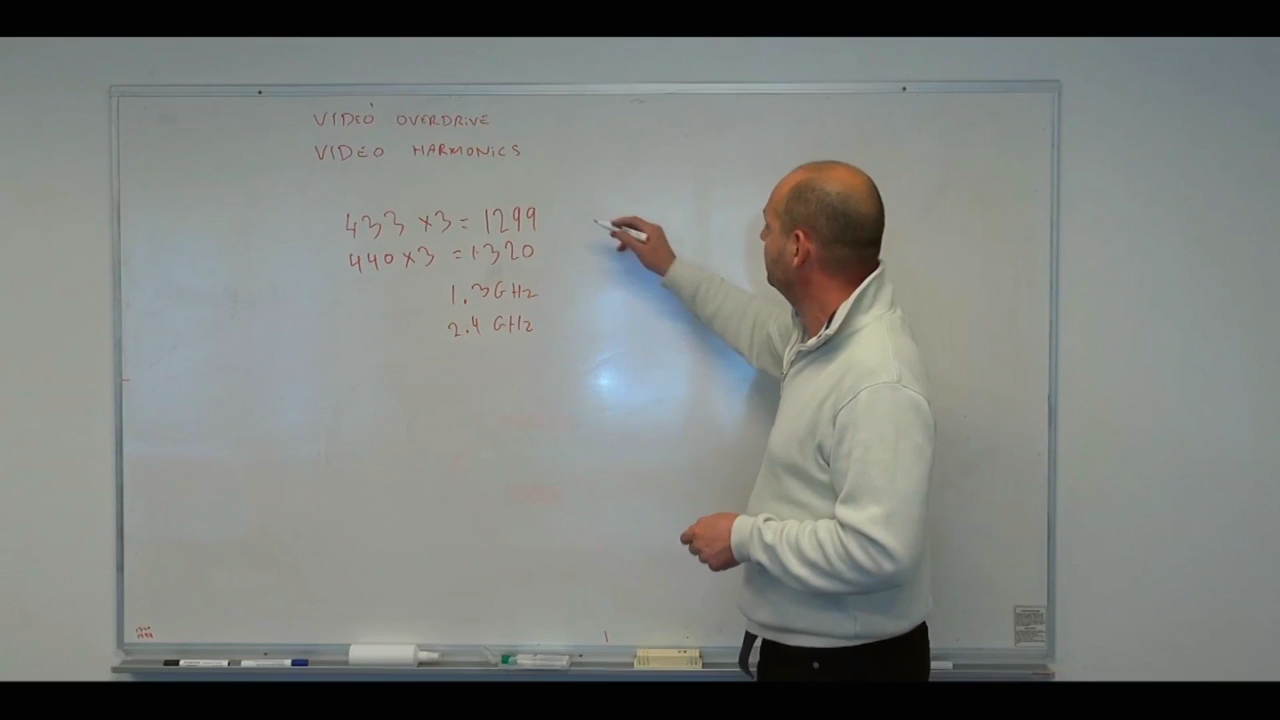 VIDEO OVERDRIVE
VIDEO HARMONICS
433 x3 = 1299
440 x3 = 1320
1.3GHz
2.4 GHz